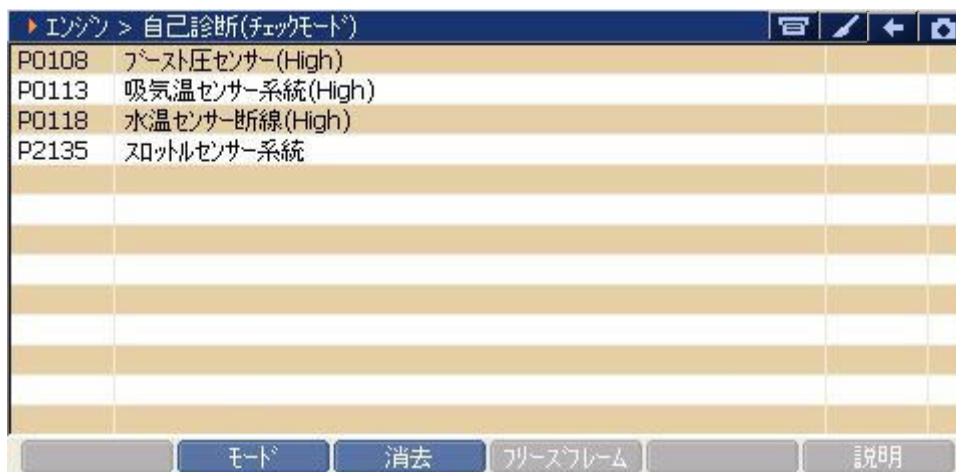 エンジン > 自己診断(チェックモード)
P0108 ブースト圧センサー(High)
P0113 吸気温センサー系統(High)
P0118 水温センサー断線(High)
P2135 スロットルセンサー系統
モード 消去 フリーズフレーム 説明